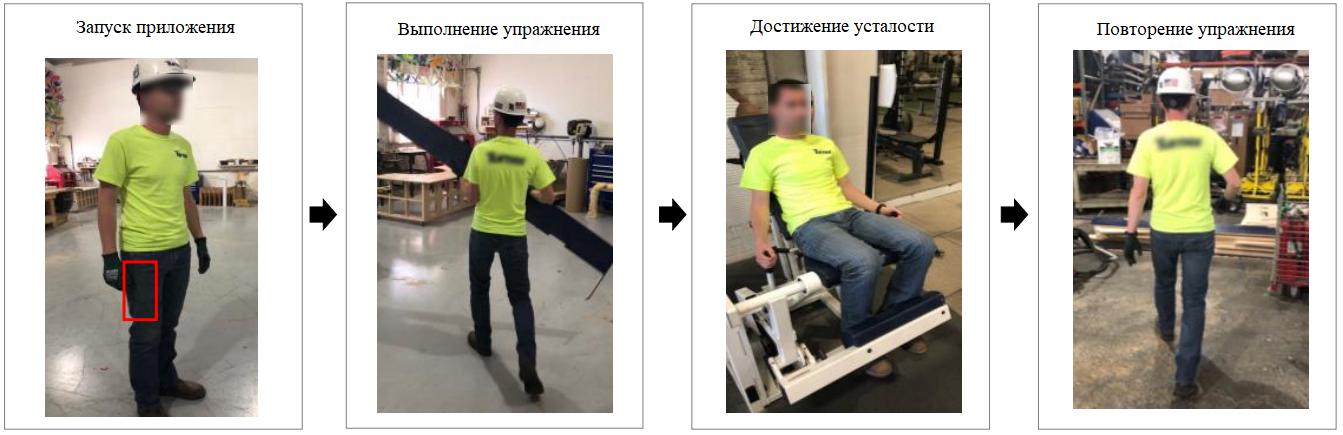 Запуск приложения
Выполнение упражнения
Достижение усталости
Повторение упражнения